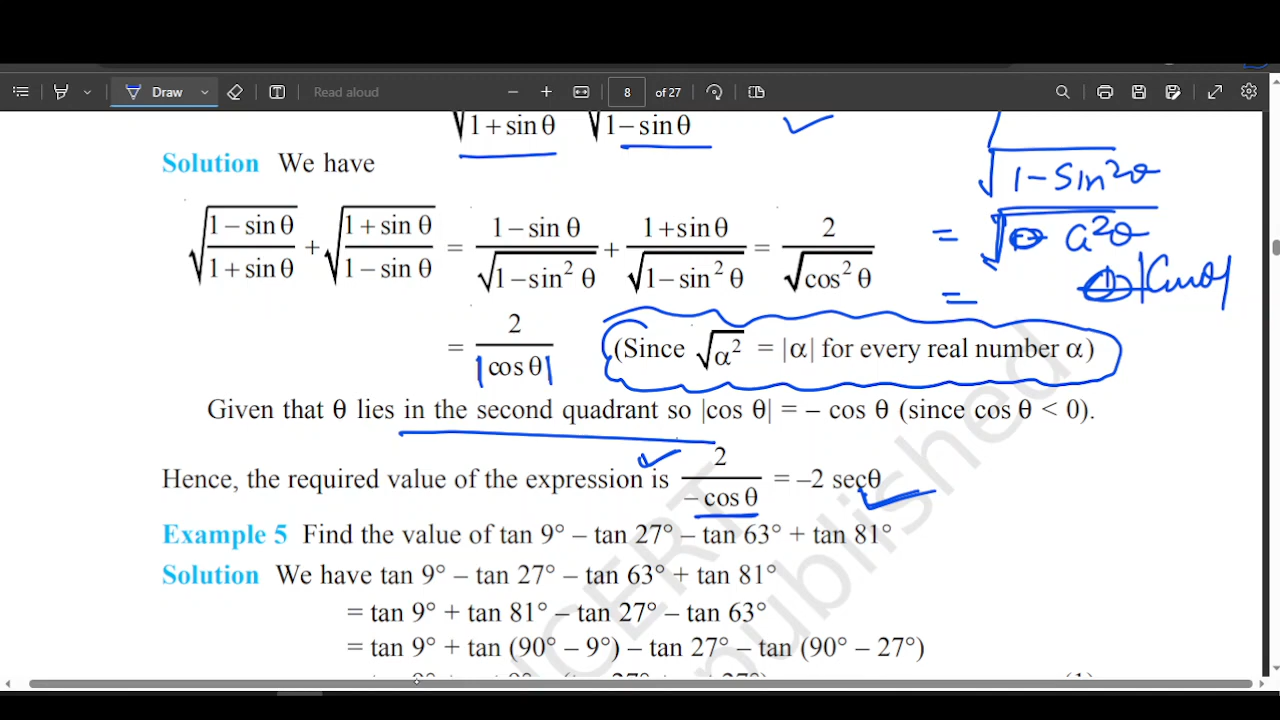 Draw
Read aloud
8 of 27
√1 + sin θ √1 – sin θ
Solution We have
√((1 – sin θ)/(1 + sin θ)) + √((1 + sin θ)/(1 – sin θ)) = (1 – sin θ)/√(1 – sin² θ) + (1 + sin θ)/√(1 – sin² θ) = 2/√(cos² θ)
√1 – Sin²θ
= 2/|cos θ| (Since √α² = |α| for every real number α)
Given that θ lies in the second quadrant so |cos θ| = – cos θ (since cos θ < 0).
Hence, the required value of the expression is 2/(– cos θ) = –2 secθ
Example 5 Find the value of tan 9° – tan 27° – tan 63° + tan 81°
Solution We have tan 9° – tan 27° – tan 63° + tan 81°
= tan 9° + tan 81° – tan 27° – tan 63°
= tan 9° + tan (90° – 9°) – tan 27° – tan (90° – 27°)
published